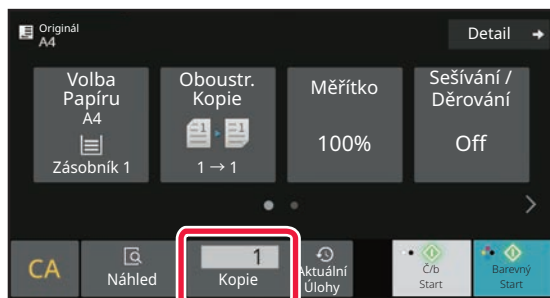 Originál
A4
Detail
Volba
Papíru
A4
Zásobník 1
Oboustr.
Kopie
1 → 1
Měřítko
100%
Sešívání /
Děrování
Off
CA
Náhled
1
Kopie
Aktuální
Úlohy
Č/b
Start
Barevný
Start